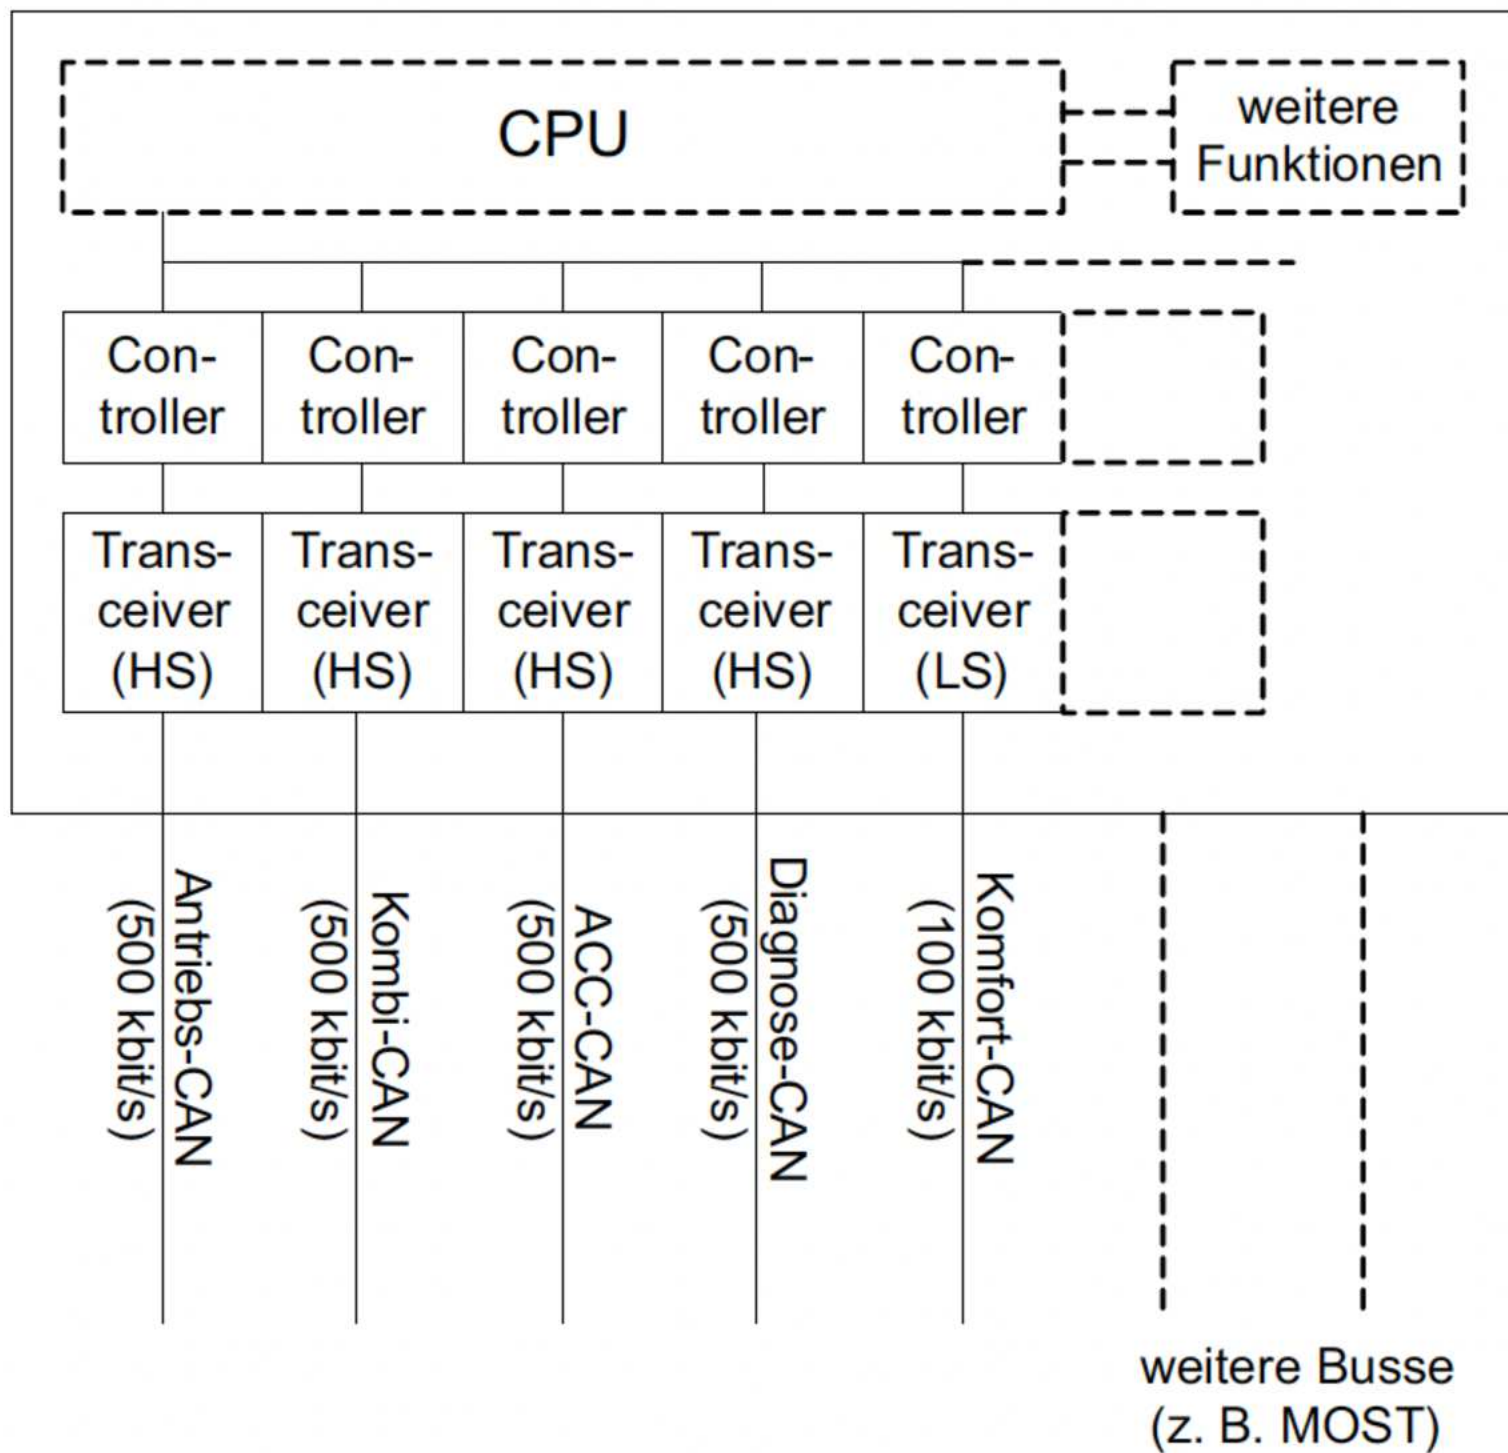 CPU
weitere
Funktionen
Con-
troller
Con-
troller
Con-
troller
Con-
troller
Con-
troller
Trans-
ceiver
(HS)
Trans-
ceiver
(HS)
Trans-
ceiver
(HS)
Trans-
ceiver
(HS)
Trans-
ceiver
(LS)
Antriebs-CAN
(500 kbit/s)
Kombi-CAN
(500 kbit/s)
ACC-CAN
(500 kbit/s)
Diagnose-CAN
(500 kbit/s)
Komfort-CAN
(100 kbit/s)
weitere Busse
(z. B. MOST)